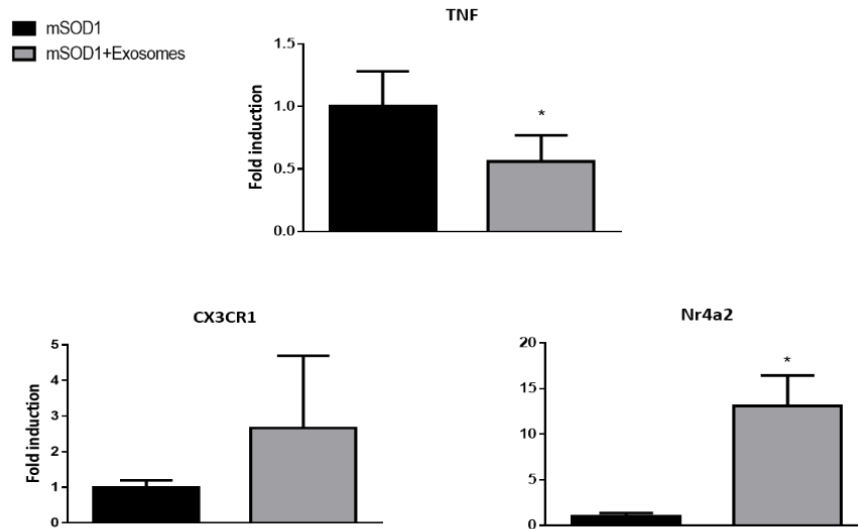 TNF
mSOD1
mSOD1+Exosomes
Fold induction
1.5
1.0
0.5
0.0
*
CX3CR1
Fold induction
5
4
3
2
1
0
Nr4a2
20
15
10
5
0
*